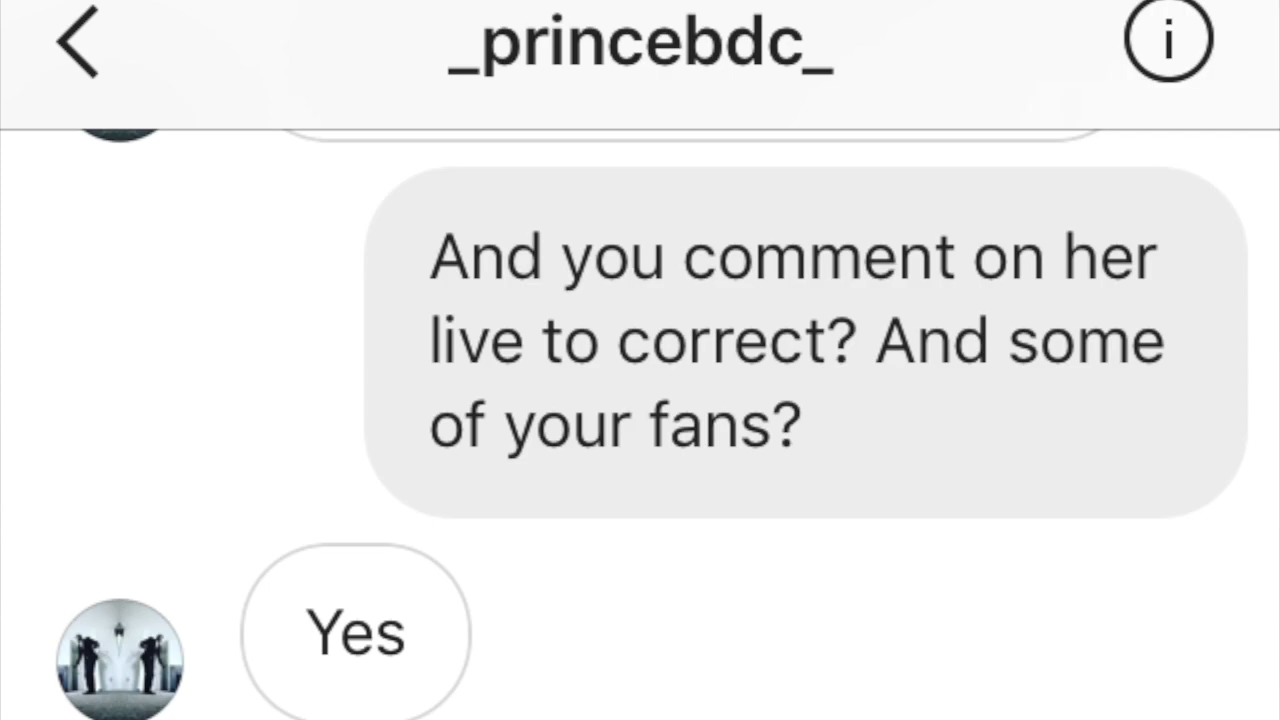 _princebdc_
i
And you comment on her
live to correct? And some
of your fans?
Yes